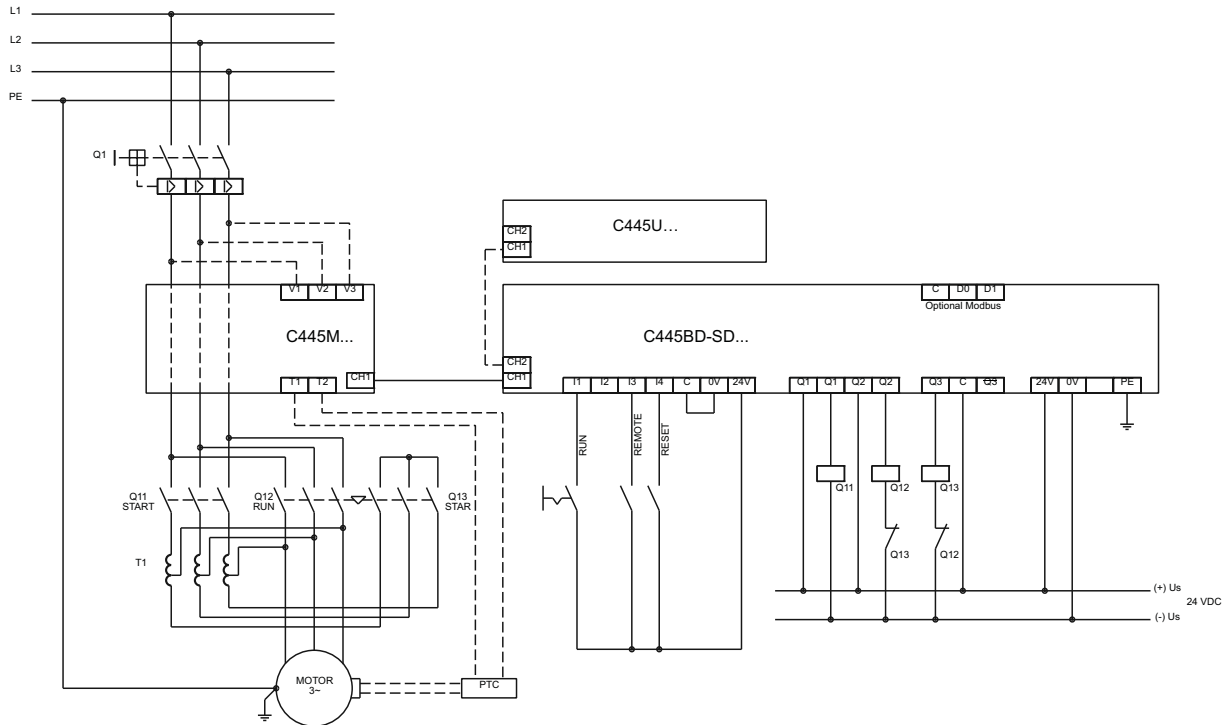 L1
L2
L3
PE
Q1
C445U...
CH2
CH1
V1 V2 V3
C D0 D1
Optional Modbus
C445M...
C445BD-SD...
CH2
T1 T2 CH1
CH1
I1 I2 I3 I4 C 0V 24V
Q1 Q1 Q2 Q2
Q3 C Q3
24V 0V PE
RUN
REMOTE
RESET
Q11
START
Q12
RUN
Q13
STAR
Q11
Q12
Q13
T1
Q13
Q12
(+) Us
24 VDC
(-) Us
MOTOR
3~
PTC